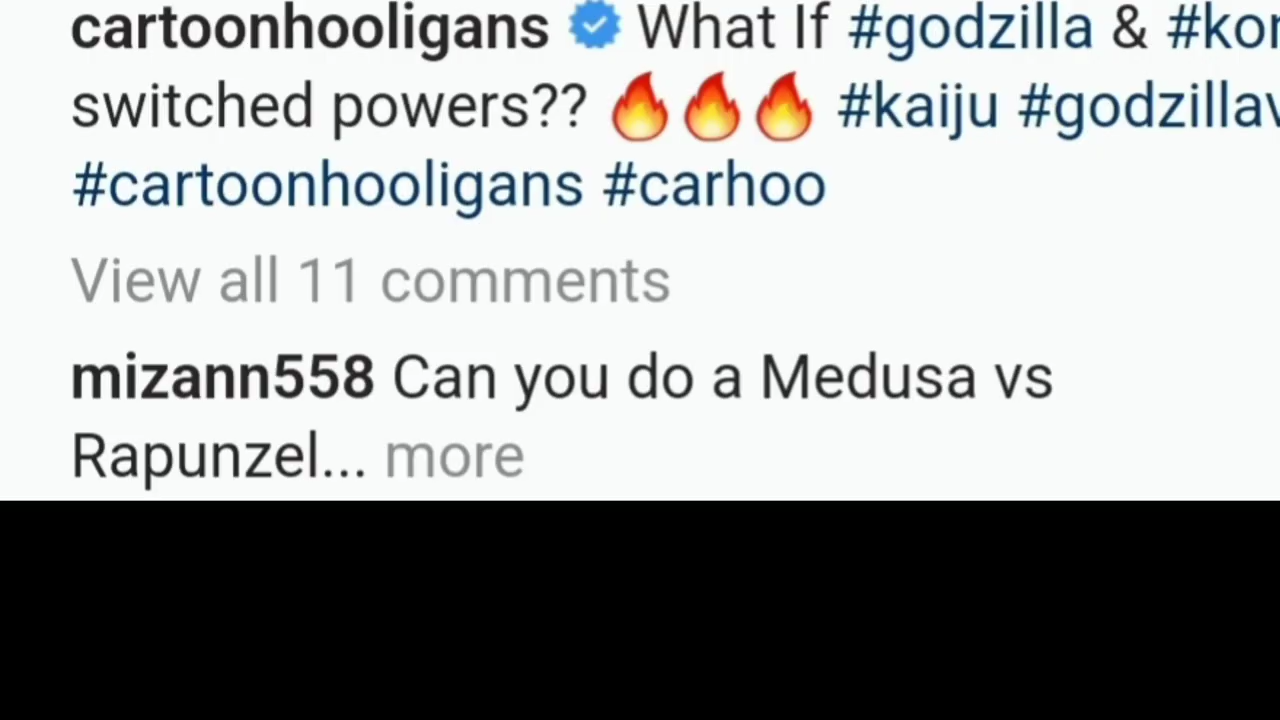 cartoonhooligans What If #godzilla & #kon
switched powers?? 🔥🔥🔥 #kaiju #godzillav
#cartoonhooligans #carhoo
View all 11 comments
mizann558 Can you do a Medusa vs
Rapunzel... more